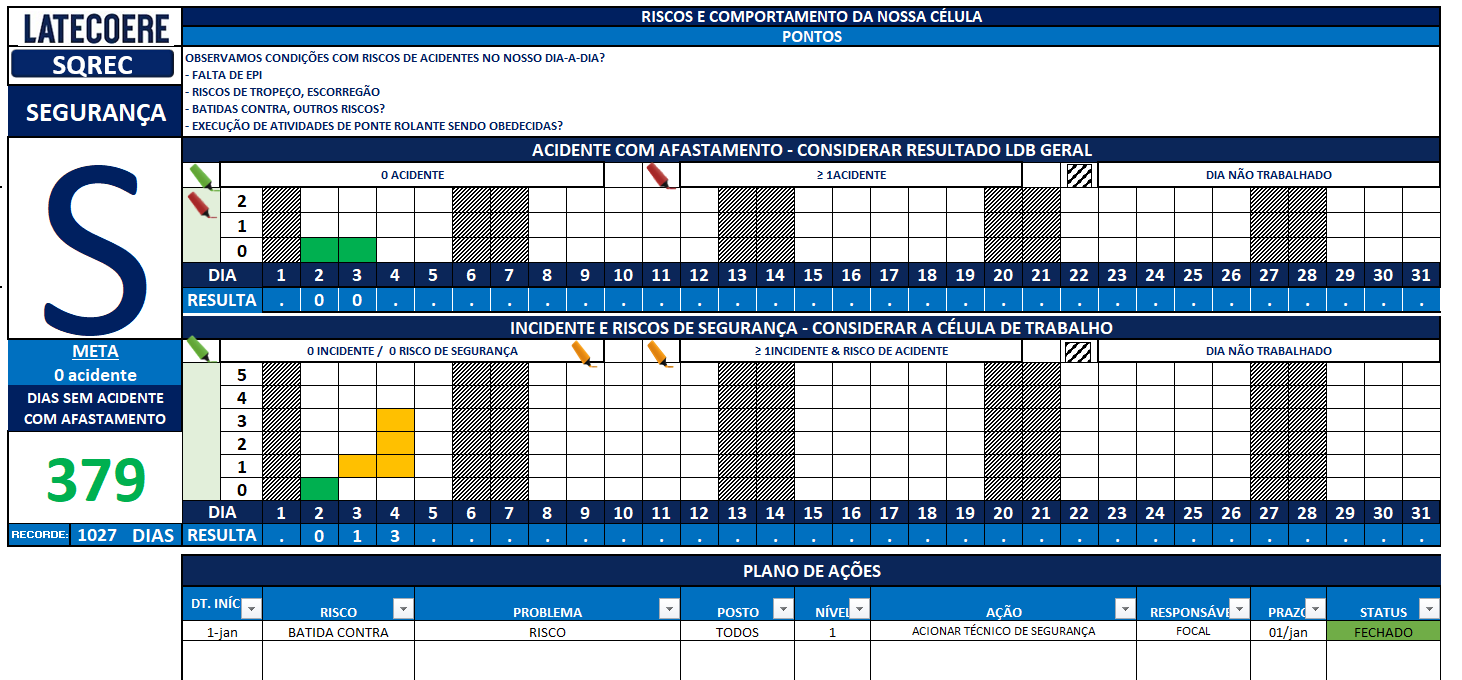 LATECOERE
SQREC
SEGURANÇA
S
META
0 acidente
DIAS SEM ACIDENTE
COM AFASTAMENTO
379
RECORDE: 1027 DIAS
RISCOS E COMPORTAMENTO DA NOSSA CÉLULA
PONTOS
OBSERVAMOS CONDIÇÕES COM RISCOS DE ACIDENTES NO NOSSO DIA-A-DIA?
- FALTA DE EPI
- RISCOS DE TROPEÇO, ESCORREGÃO
- BATIDAS CONTRA, OUTROS RISCOS?
- EXECUÇÃO DE ATIVIDADES DE PONTE ROLANTE SENDO OBEDECIDAS?
ACIDENTE COM AFASTAMENTO - CONSIDERAR RESULTADO LDB GERAL
0 ACIDENTE ≥ 1ACIDENTE DIA NÃO TRABALHADO
2
1
0
DIA 1 2 3 4 5 6 7 8 9 10 11 12 13 14 15 16 17 18 19 20 21 22 23 24 25 26 27 28 29 30 31
RESULTA . 0 0 . . . . . . . . . . . . . . . . . . . . . . . . . . . .
INCIDENTE E RISCOS DE SEGURANÇA - CONSIDERAR A CÉLULA DE TRABALHO
0 INCIDENTE / 0 RISCO DE SEGURANÇA ≥ 1INCIDENTE & RISCO DE ACIDENTE DIA NÃO TRABALHADO
5
4
3
2
1
0
DIA 1 2 3 4 5 6 7 8 9 10 11 12 13 14 15 16 17 18 19 20 21 22 23 24 25 26 27 28 29 30 31
RESULTA . 0 1 3 . . . . . . . . . . . . . . . . . . . . . . . . . . .
PLANO DE AÇÕES
DT. INÍC RISCO PROBLEMA POSTO NÍVEL AÇÃO RESPONSÁVE PRAZO STATUS
1-jan BATIDA CONTRA RISCO TODOS 1 ACIONAR TÉCNICO DE SEGURANÇA FOCAL 01/jan FECHADO